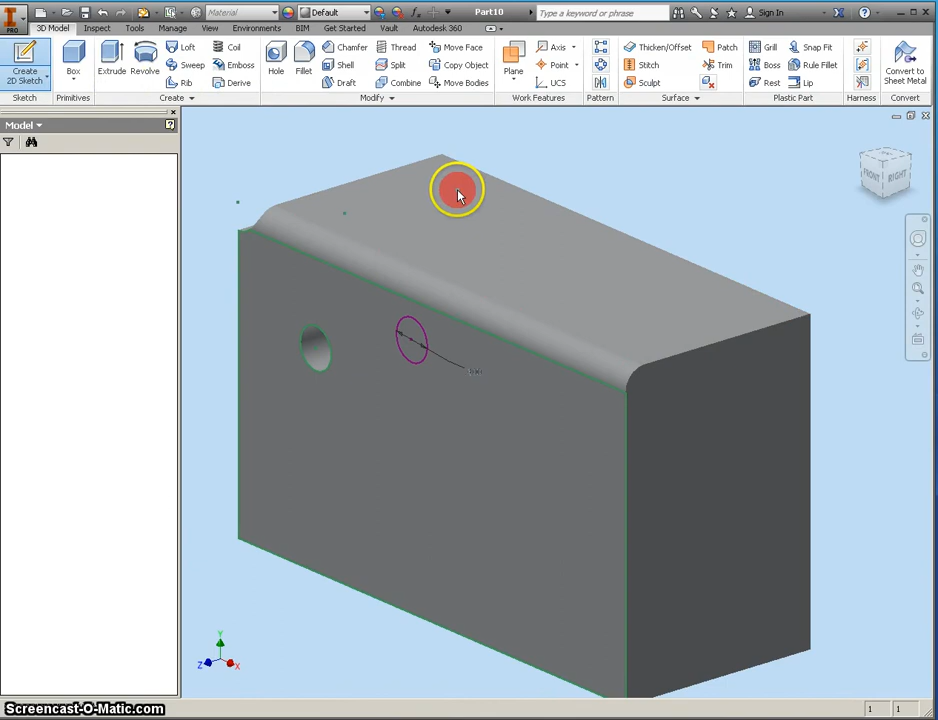 PRO Material Default Part10 Type a keyword or phrase Sign In
3D Model Inspect Tools Manage View Environments BIM Get Started Vault Autodesk 360
Create
2D Sketch
Box
Extrude
Revolve
Loft
Sweep
Rib
Coil
Emboss
Derive
Hole
Fillet
Chamfer
Shell
Draft
Thread
Split
Combine
Move Face
Copy Object
Move Bodies
Plane
Axis
Point
UCS
Thicken/Offset
Stitch
Sculpt
Patch
Trim
Grill
Boss
Rest
Snap Fit
Rule Fillet
Lip
Convert to
Sheet Metal
Sketch Primitives Create Modify Work Features Pattern Surface Plastic Part Harness Convert
Model
FRONT RIGHT
Y
Z X
Screencast-O-Matic.com 1 1